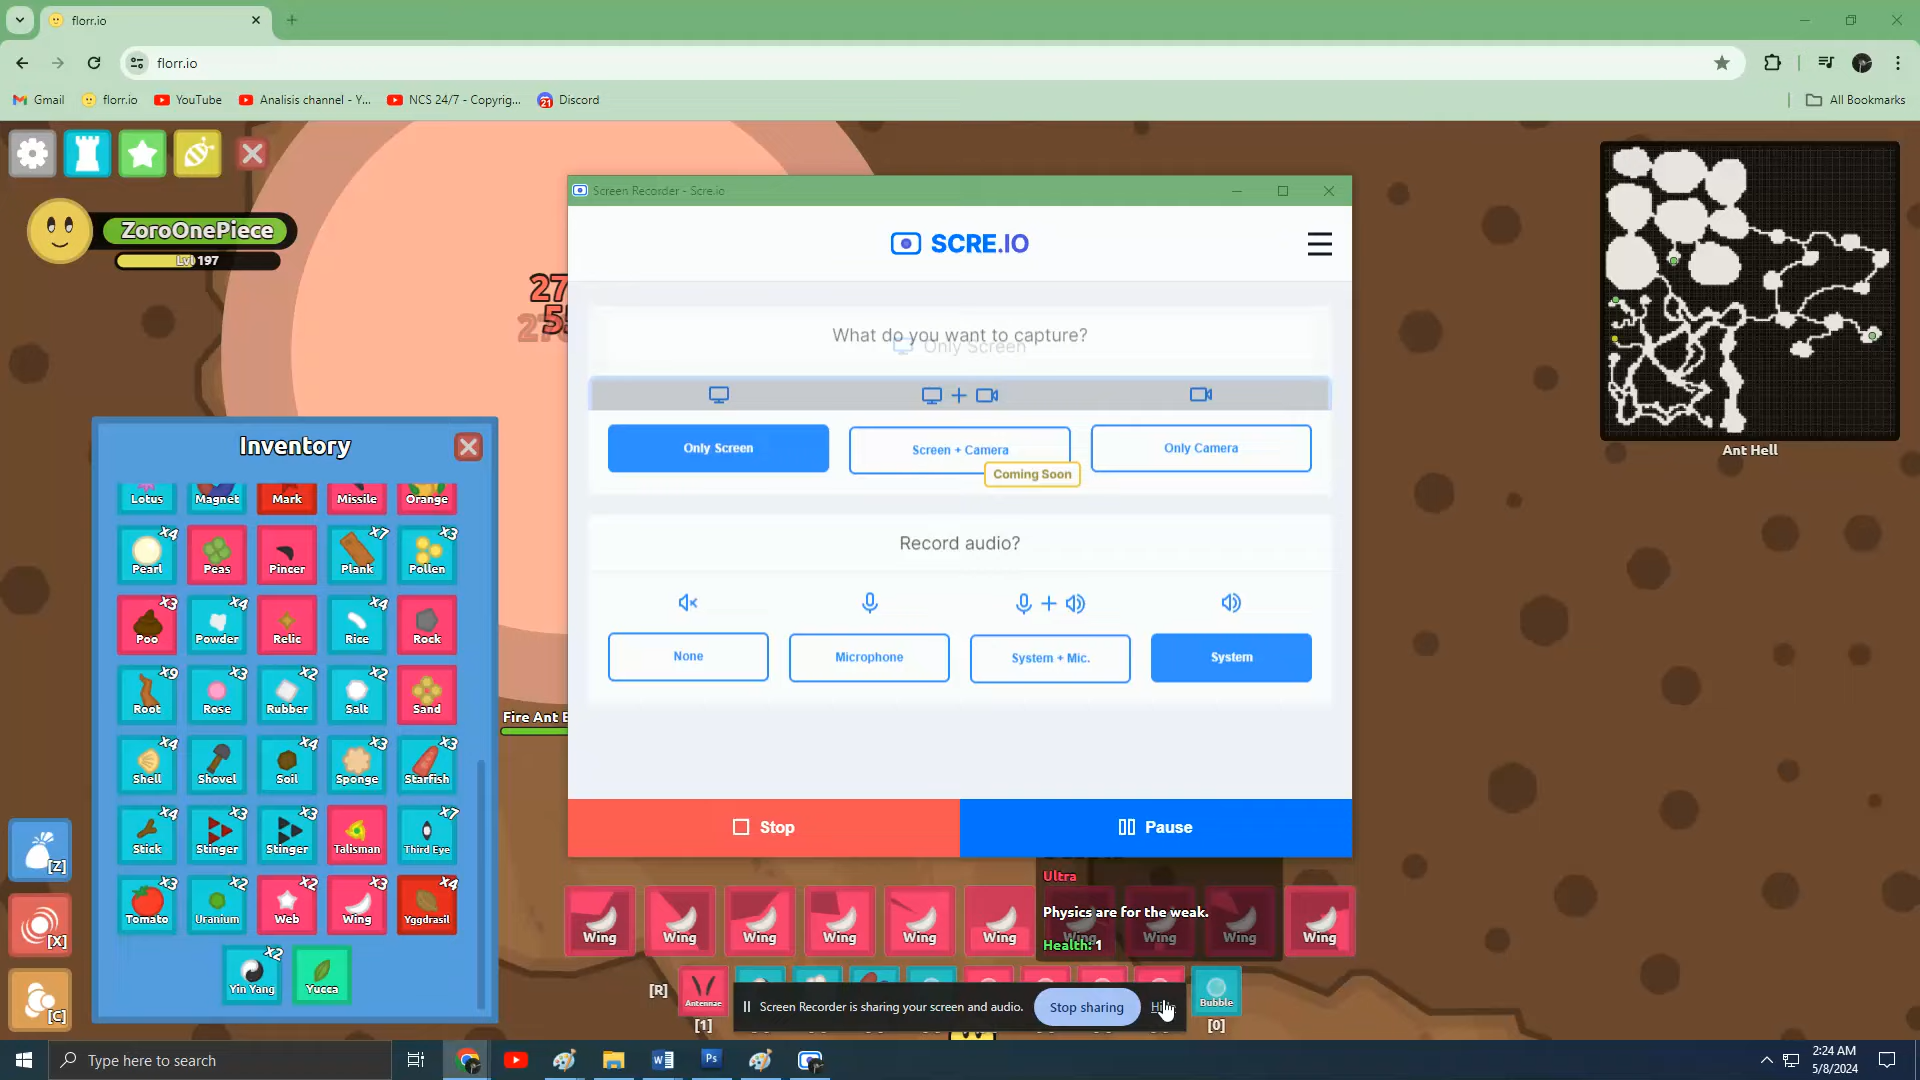 florr.io
florr.io
Gmail
florr.io
YouTube
Analisis channel - Y...
NCS 24/7 - Copyrig...
21
Discord
All Bookmarks
ZoroOnePiece
Lvl 197
Screen Recorder - Scre.io
SCRE.IO
What do you want to capture?
Only Screen
Only Screen
Screen + Camera
Only Camera
Coming Soon
Record audio?
None
Microphone
System + Mic.
System
Stop
Pause
Ant Hell
Inventory
Lotus
Magnet
Mark
Missile
Orange
x4
Pearl
Peas
Pincer
x7
Plank
x3
Pollen
x3
Poo
x4
Powder
Relic
x4
Rice
Rock
x9
Root
x3
Rose
x2
Rubber
x2
Salt
Sand
x4
Shell
Shovel
x4
Soil
x3
Sponge
x3
Starfish
x4
Stick
x3
Stinger
x3
Stinger
Talisman
x7
Third Eye
x3
Tomato
x2
Uranium
x2
Web
x3
Wing
x4
Yggdrasil
x2
Yin Yang
Yucca
[Z]
[X]
[C]
Fire Ant
Ultra
Physics are for the weak.
Health: 1
Wing
Wing
Wing
Wing
Wing
Wing
Wing
Wing
Wing
Wing
[R]
Antennae
[1]
Bubble
[0]
Screen Recorder is sharing your screen and audio.
Stop sharing
Type here to search
2:24 AM
5/8/2024